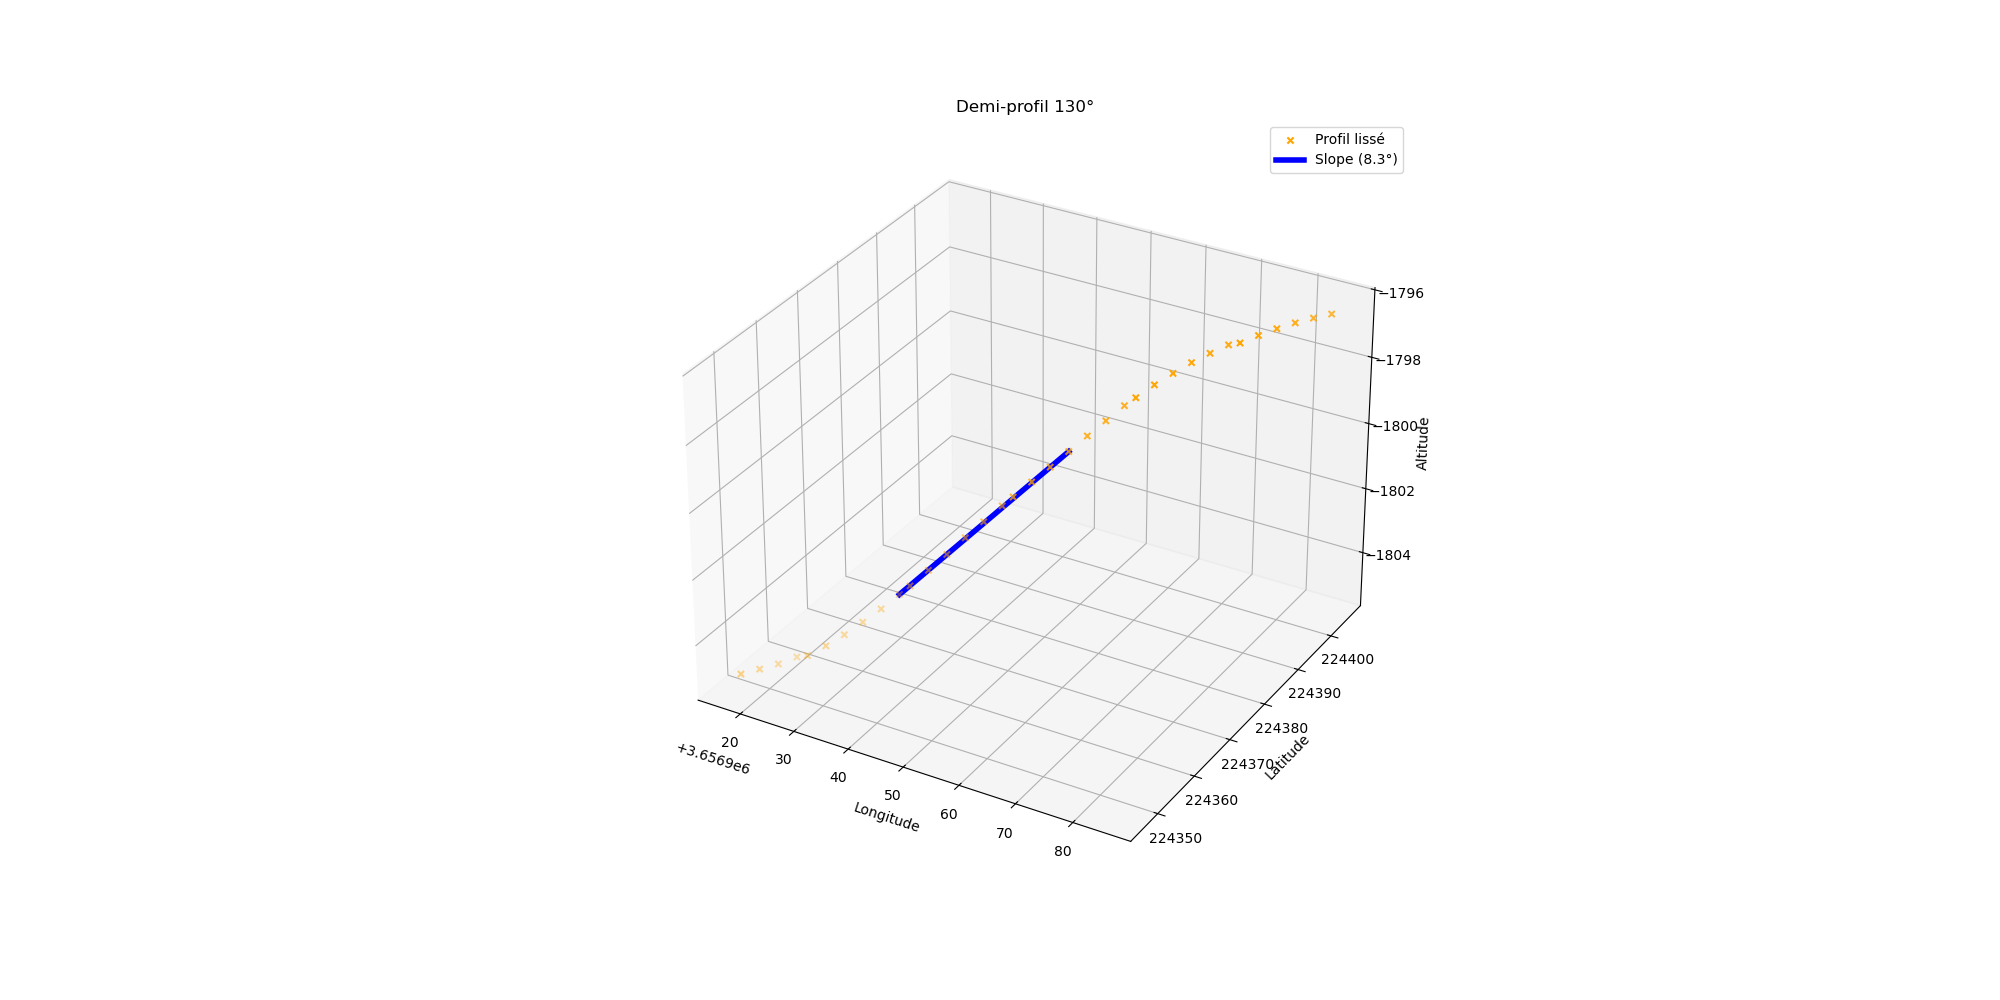 Demi-profil 130°
Profil lissé
Slope (8.3°)
−1796
−1798
−1800
−1802
−1804
Altitude
224400
224390
224380
224370
224360
224350
Latitude
20
30
40
50
60
70
80
+3.6569e6
Longitude